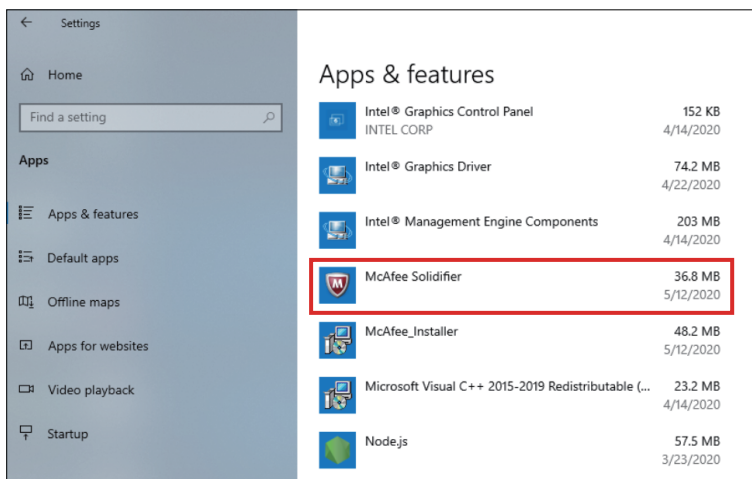 Settings
Home
Find a setting
Apps
Apps & features
Default apps
Offline maps
Apps for websites
Video playback
Startup
Apps & features
Intel® Graphics Control Panel 152 KB
INTEL CORP 4/14/2020
Intel® Graphics Driver 74.2 MB
4/22/2020
Intel® Management Engine Components 203 MB
4/14/2020
McAfee Solidifier 36.8 MB
5/12/2020
McAfee_Installer 48.2 MB
5/12/2020
Microsoft Visual C++ 2015-2019 Redistributable (... 23.2 MB
4/14/2020
Node.js 57.5 MB
3/23/2020